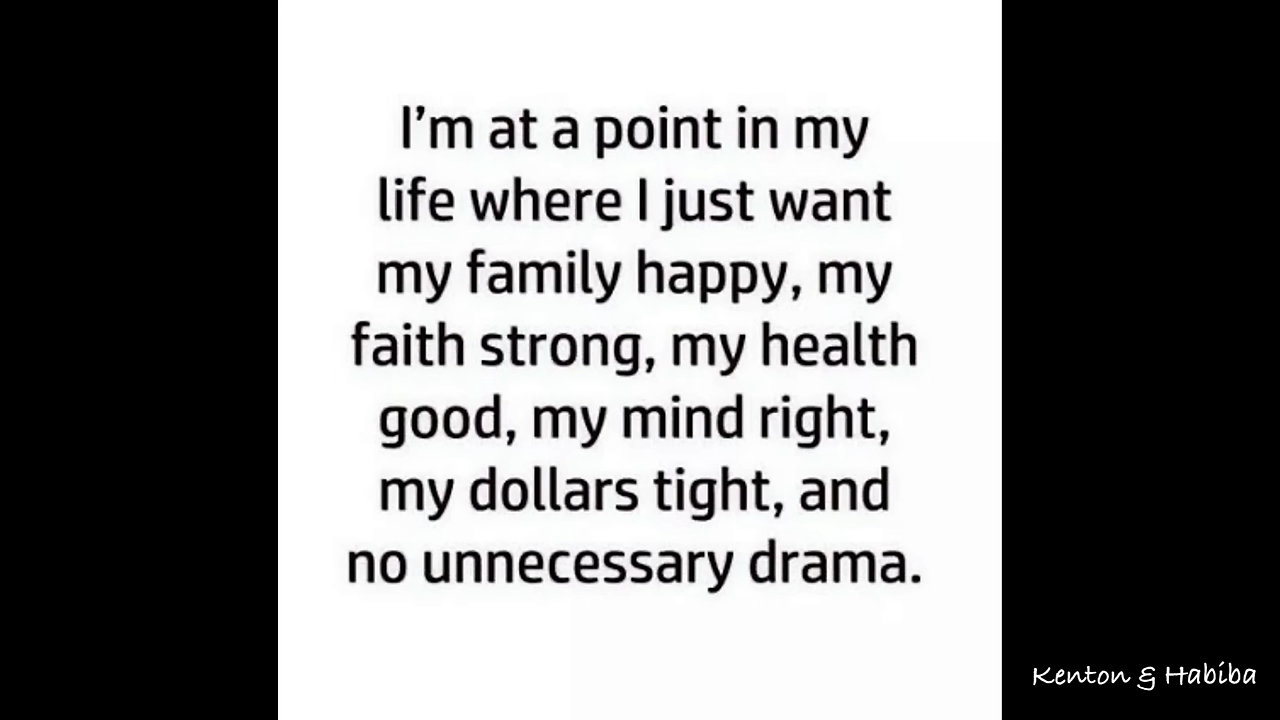 I’m at a point in my
life where I just want
my family happy, my
faith strong, my health
good, my mind right,
my dollars tight, and
no unnecessary drama.
Kenton & Habiba